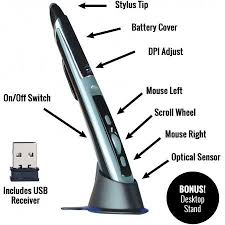 Stylus Tip
Battery Cover
DPI Adjust
Mouse Left
On/Off Switch
Scroll Wheel
Mouse Right
Optical Sensor
Includes USB
Receiver
BONUS!
Desktop
Stand